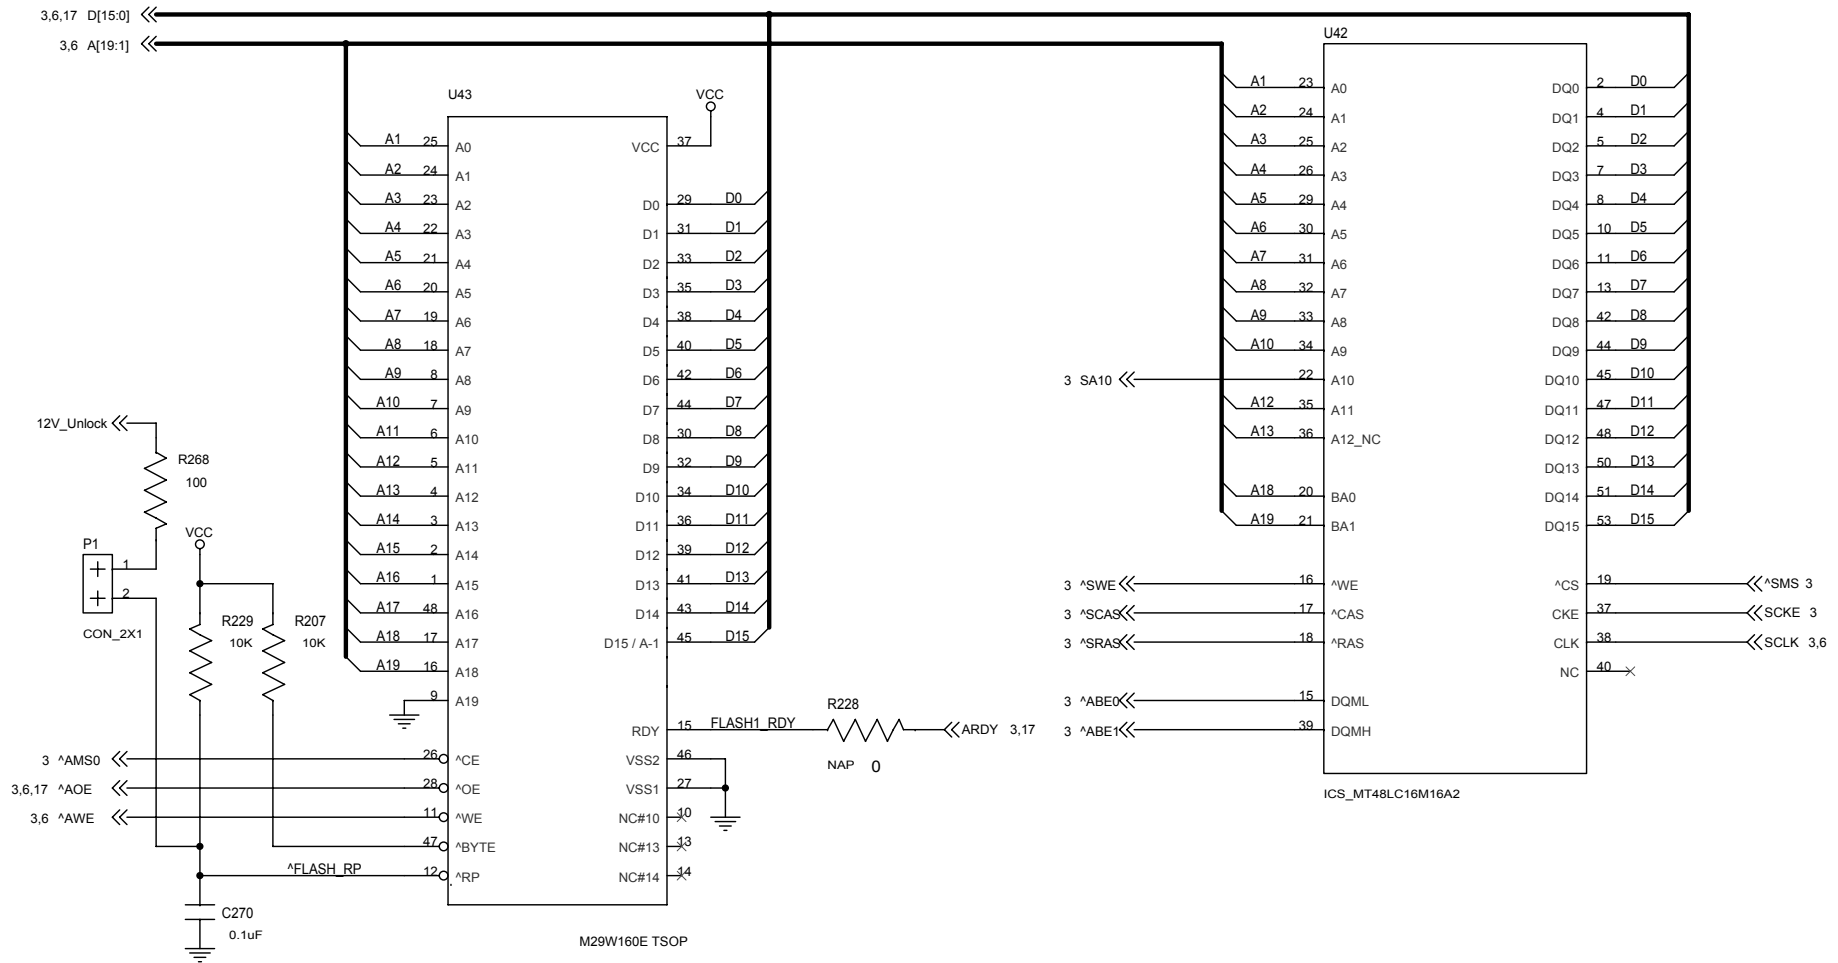 3,6,17 D[15:0]
3,6 A[19:1]
U43
VCC
A1 25 A0 VCC 37
A2 24 A1
A3 23 A2 D0 29 D0
A4 22 A3 D1 31 D1
A5 21 A4 D2 33 D2
A6 20 A5 D3 35 D3
A7 19 A6 D4 38 D4
A8 18 A7 D5 40 D5
A9 8 A8 D6 42 D6
A10 7 A9 D7 44 D7
A11 6 A10 D8 30 D8
A12 5 A11 D9 32 D9
A13 4 A12 D10 34 D10
A14 3 A13 D11 36 D11
A15 2 A14 D12 39 D12
A16 1 A15 D13 41 D13
A17 48 A16 D14 43 D14
A18 17 A17 D15 / A-1 45 D15
A19 16 A18
9 A19
RDY 15 FLASH1_RDY
R228
NAP 0
ARDY 3,17
3 ^AMS0 26 ^CE VSS2 46
3,6,17 ^AOE 28 ^OE VSS1 27
3,6 ^AWE 11 ^WE NC#10 10
47 ^BYTE NC#13 13
^FLASH_RP 12 ^RP NC#14 14
M29W160E TSOP
12V_Unlock
R268
100
P1
1
2
CON_2X1
VCC
R229
10K
R207
10K
C270
0.1uF
U42
A1 23 A0 DQ0 2 D0
A2 24 A1 DQ1 4 D1
A3 25 A2 DQ2 5 D2
A4 26 A3 DQ3 7 D3
A5 29 A4 DQ4 8 D4
A6 30 A5 DQ5 10 D5
A7 31 A6 DQ6 11 D6
A8 32 A7 DQ7 13 D7
A9 33 A8 DQ8 42 D8
A10 34 A9 DQ9 44 D9
3 SA10 22 A10 DQ10 45 D10
A12 35 A11 DQ11 47 D11
A13 36 A12_NC DQ12 48 D12
DQ13 50 D13
A18 20 BA0 DQ14 51 D14
A19 21 BA1 DQ15 53 D15
3 ^SWE 16 ^WE ^CS 19 ^SMS 3
3 ^SCAS 17 ^CAS CKE 37 SCKE 3
3 ^SRAS 18 ^RAS CLK 38 SCLK 3,6
NC 40
3 ^ABE0 15 DQML
3 ^ABE1 39 DQMH
ICS_MT48LC16M16A2